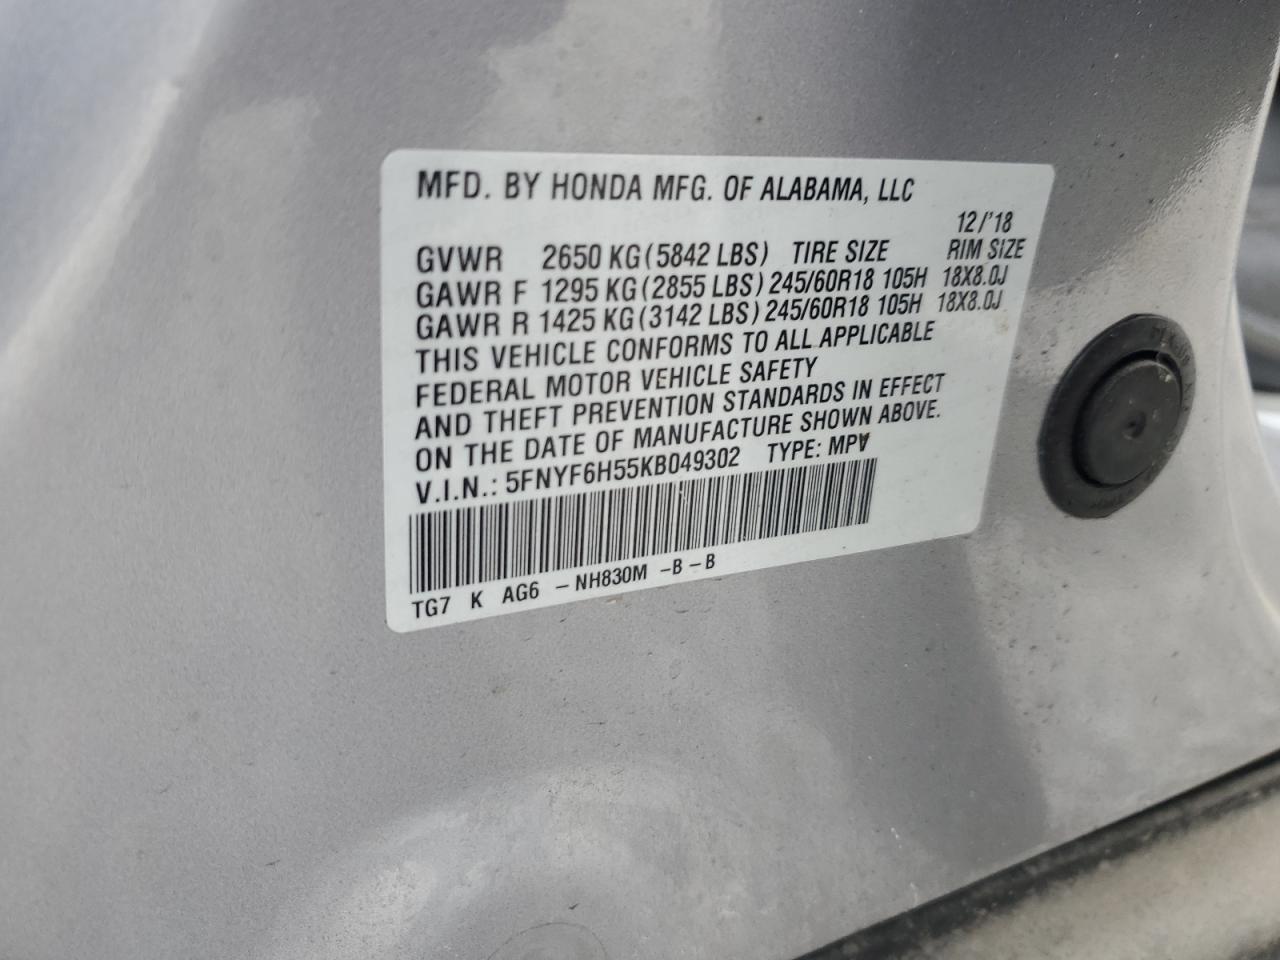 MFD. BY HONDA MFG. OF ALABAMA, LLC
12/'18
GVWR 2650 KG (5842 LBS) TIRE SIZE RIM SIZE
GAWR F 1295 KG (2855 LBS) 245/60R18 105H 18X8.0J
GAWR R 1425 KG (3142 LBS) 245/60R18 105H 18X8.0J
THIS VEHICLE CONFORMS TO ALL APPLICABLE
FEDERAL MOTOR VEHICLE SAFETY
AND THEFT PREVENTION STANDARDS IN EFFECT
ON THE DATE OF MANUFACTURE SHOWN ABOVE.
V.I.N.: 5FNYF6H55KB049302 TYPE: MPV
TG7 K AG6 - NH830M -B - B